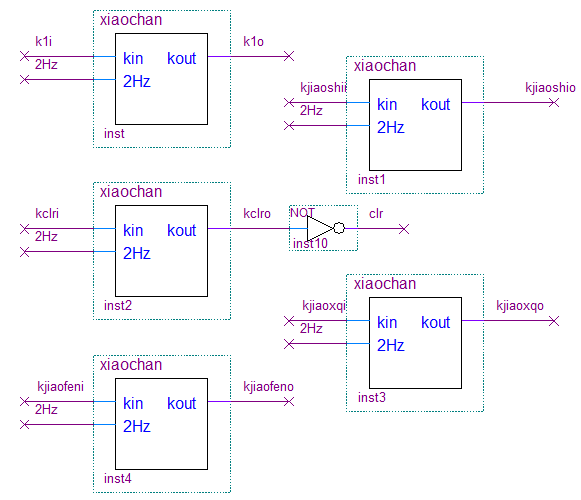 xiaochan
k1i
k1o
2Hz
kin kout
2Hz
inst
xiaochan
kjiaoshii
kjiaoshio
2Hz
kin kout
2Hz
inst1
xiaochan
kclri
kclro
2Hz
kin kout
2Hz
inst2
NOT
clr
inst10
xiaochan
kjiaoxqi
kjiaoxqo
2Hz
kin kout
2Hz
inst3
xiaochan
kjiaofeni
kjiaofeno
2Hz
kin kout
2Hz
inst4